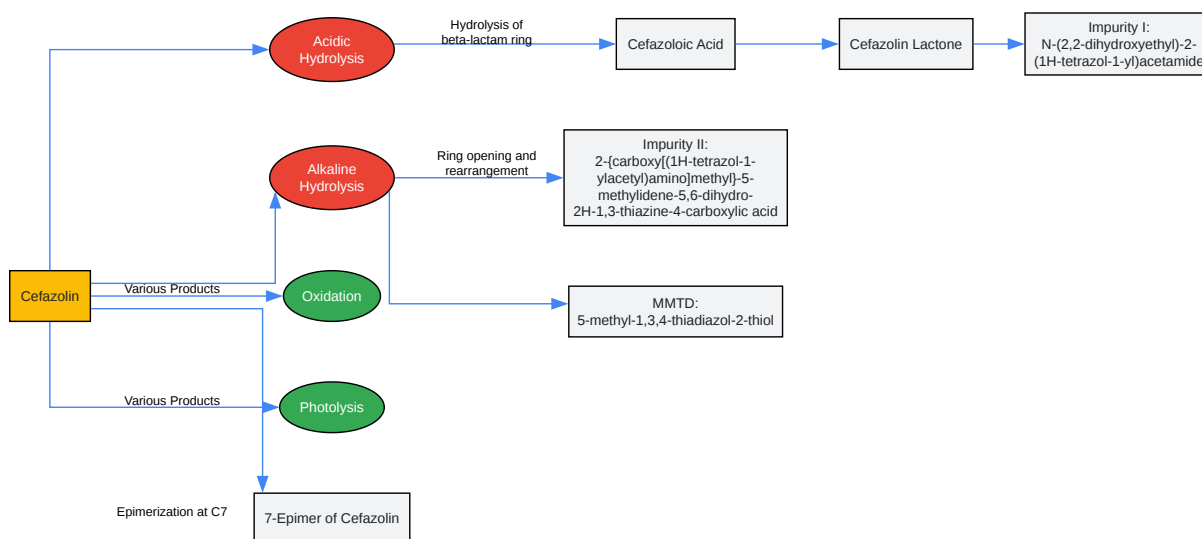 Acidic
Hydrolysis
Hydrolysis of
beta-lactam ring
Cefazoloic Acid
Cefazolin Lactone
Impurity I:
N-(2,2-dihydroxyethyl)-2-
(1H-tetrazol-1-yl)acetamide
Alkaline
Hydrolysis
Ring opening and
rearrangement
Impurity II:
2-{carboxy[(1H-tetrazol-1-
ylacetyl)amino]methyl}-5-
methylidene-5,6-dihydro-
2H-1,3-thiazine-4-carboxylic acid
Cefazolin
Various Products
Oxidation
MMTD:
5-methyl-1,3,4-thiadiazol-2-thiol
Various Products
Photolysis
Epimerization at C7
7-Epimer of Cefazolin